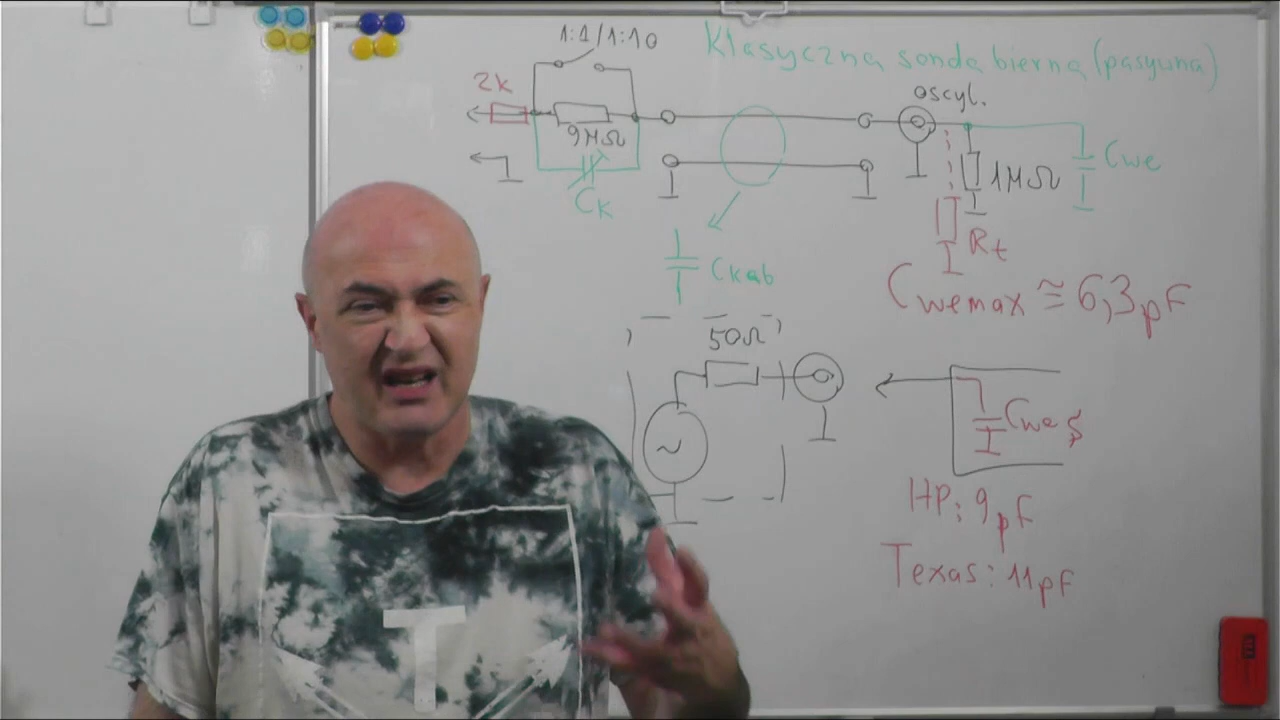 Klasyczna sonda bierna (pasywna)
1:1/1:10
2k
9MΩ
Ck
oscyl.
1MΩ
Cwe
Rt
Ckab
Cwemax ≅ 6,3pF
50Ω
~
Cwe
HP: 9pF
Texas: 11pF
T